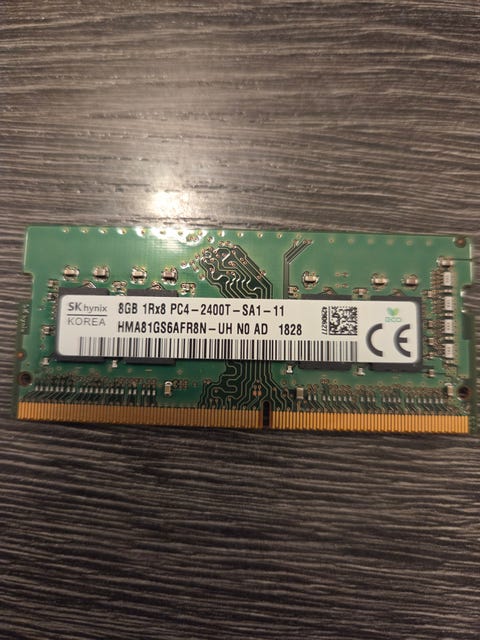 SK hynix
KOREA
8GB 1Rx8 PC4-2400T-SA1-11
HMA81GS6AFR8N-UH N0 AD 1828
CE